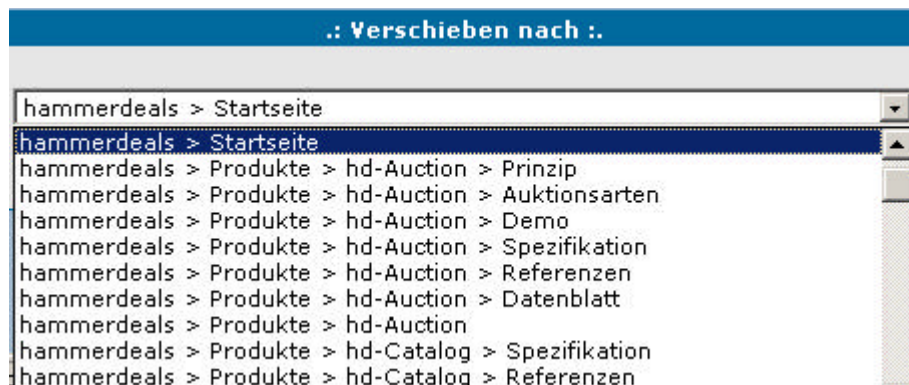 .: Verschieben nach :.
hammerdeals > Startseite
hammerdeals > Startseite
hammerdeals > Produkte > hd-Auction > Prinzip
hammerdeals > Produkte > hd-Auction > Auktionsarten
hammerdeals > Produkte > hd-Auction > Demo
hammerdeals > Produkte > hd-Auction > Spezifikation
hammerdeals > Produkte > hd-Auction > Referenzen
hammerdeals > Produkte > hd-Auction > Datenblatt
hammerdeals > Produkte > hd-Auction
hammerdeals > Produkte > hd-Catalog > Spezifikation
hammerdeals > Produkte > hd-Catalog > Referenzen